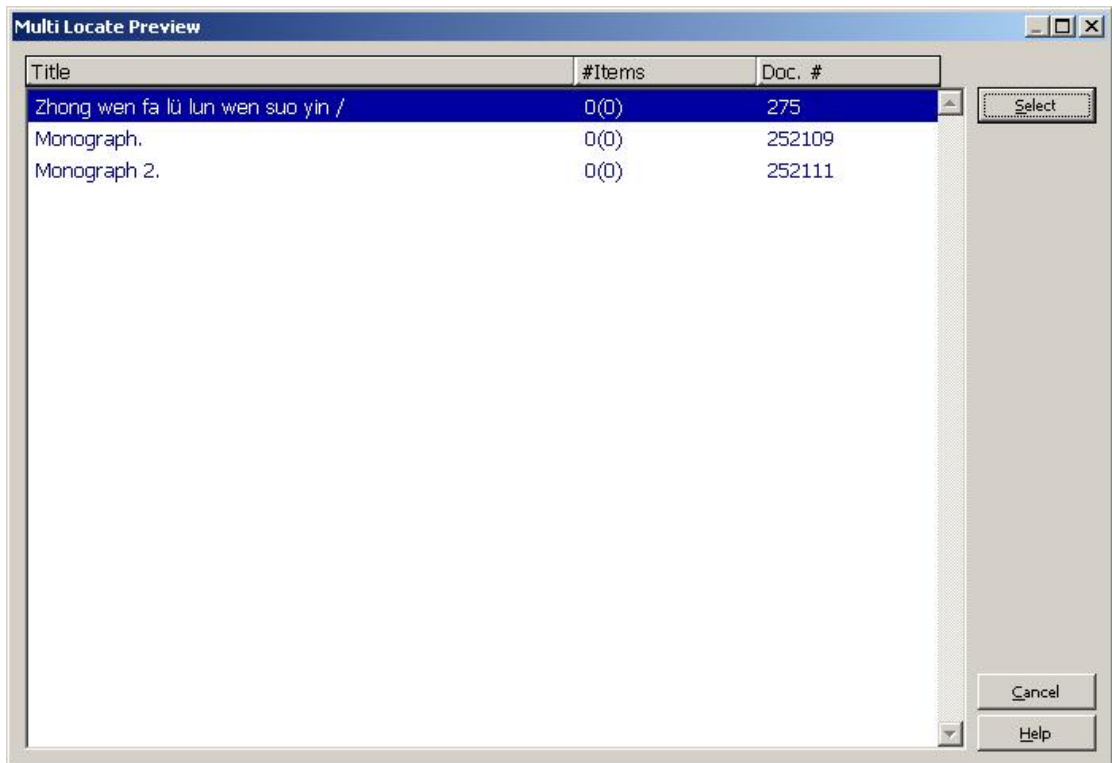 Multi Locate Preview
Title #Items Doc. #
Zhong wen fa lü lun wen suo yin / 0(0) 275
Select
Monograph. 0(0) 252109
Monograph 2. 0(0) 252111
Cancel
Help